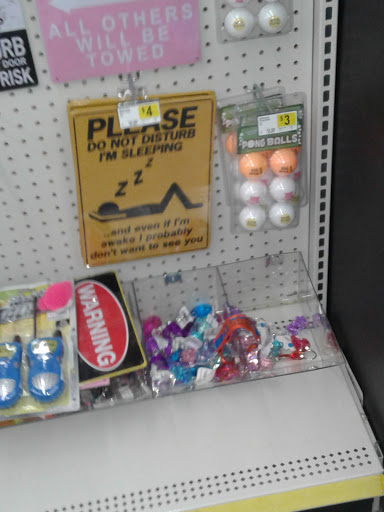 ALL OTHERS
WILL BE
TOWED
URB
DOOR
RISK
$4
PLEASE
DO NOT DISTURB
I'M SLEEPING
z
z
z
z
...and even if I'm
awake I probably
don't want to see you
$3
PONG BALLS
WARNING